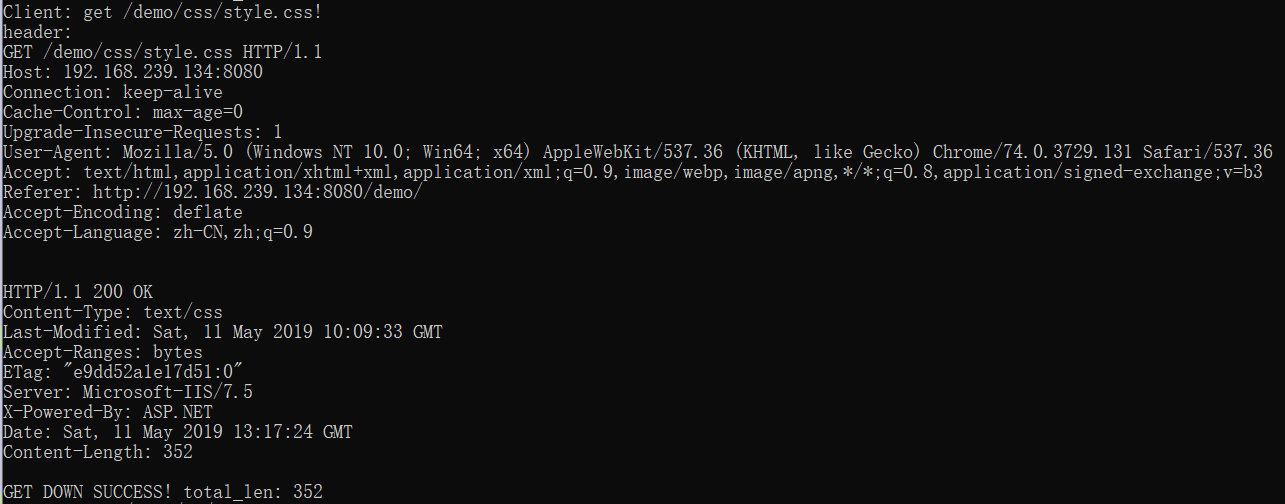 Client: get /demo/css/style.css!
header:
GET /demo/css/style.css HTTP/1.1
Host: 192.168.239.134:8080
Connection: keep-alive
Cache-Control: max-age=0
Upgrade-Insecure-Requests: 1
User-Agent: Mozilla/5.0 (Windows NT 10.0; Win64; x64) AppleWebKit/537.36 (KHTML, like Gecko) Chrome/74.0.3729.131 Safari/537.36
Accept: text/html,application/xhtml+xml,application/xml;q=0.9,image/webp,image/apng,*/*;q=0.8,application/signed-exchange;v=b3
Referer: http://192.168.239.134:8080/demo/
Accept-Encoding: deflate
Accept-Language: zh-CN,zh;q=0.9
HTTP/1.1 200 OK
Content-Type: text/css
Last-Modified: Sat, 11 May 2019 10:09:33 GMT
Accept-Ranges: bytes
ETag: "e9dd52a1e17d51:0"
Server: Microsoft-IIS/7.5
X-Powered-By: ASP.NET
Date: Sat, 11 May 2019 13:17:24 GMT
Content-Length: 352
GET DOWN SUCCESS! total_len: 352